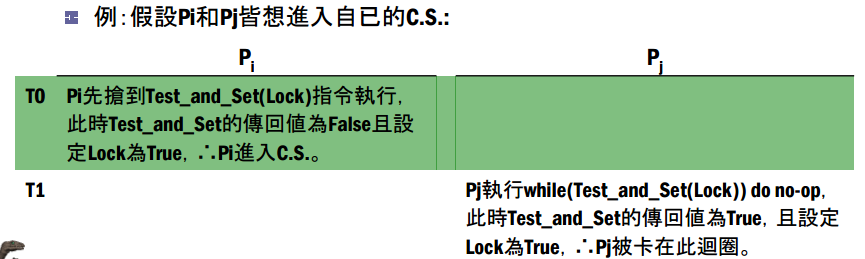 例：假設Pi和Pj皆想進入自已的C.S.:
Pi Pj
T0 Pi先搶到Test_and_Set(Lock)指令執行，
此時Test_and_Set的傳回值為False且設
定Lock為True，∴Pi進入C.S.。
T1 Pj執行while(Test_and_Set(Lock)) do no-op，
此時Test_and_Set的傳回值為True，且設定
Lock為True，∴Pj被卡在此迴圈。